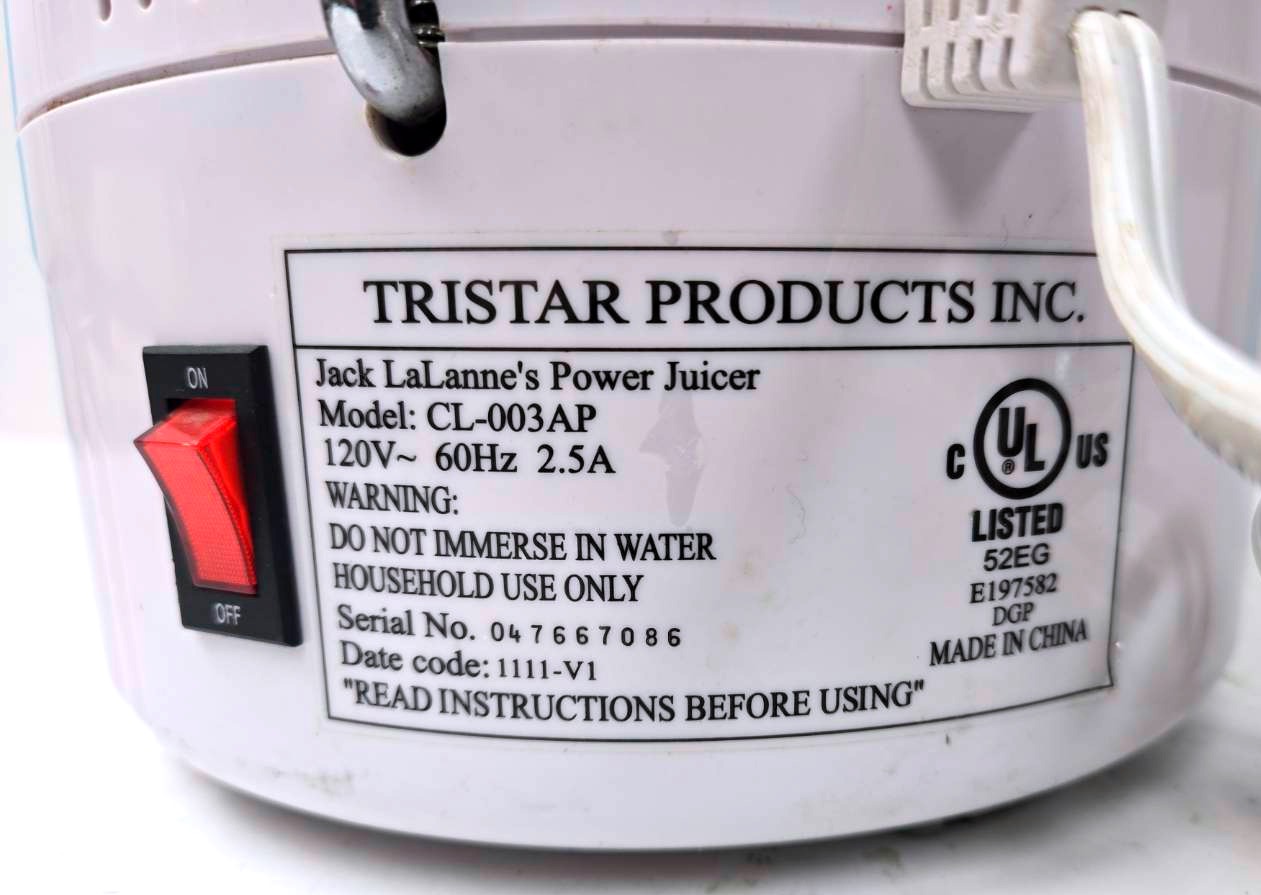 TRISTAR PRODUCTS INC.
ON
OFF
Jack LaLanne's Power Juicer
Model: CL-003AP
120V~ 60Hz 2.5A
WARNING:
DO NOT IMMERSE IN WATER
HOUSEHOLD USE ONLY
Serial No. 047667086
Date code: 1111-V1
"READ INSTRUCTIONS BEFORE USING"
C UL ® US
LISTED
52EG
E197582
DGP
MADE IN CHINA